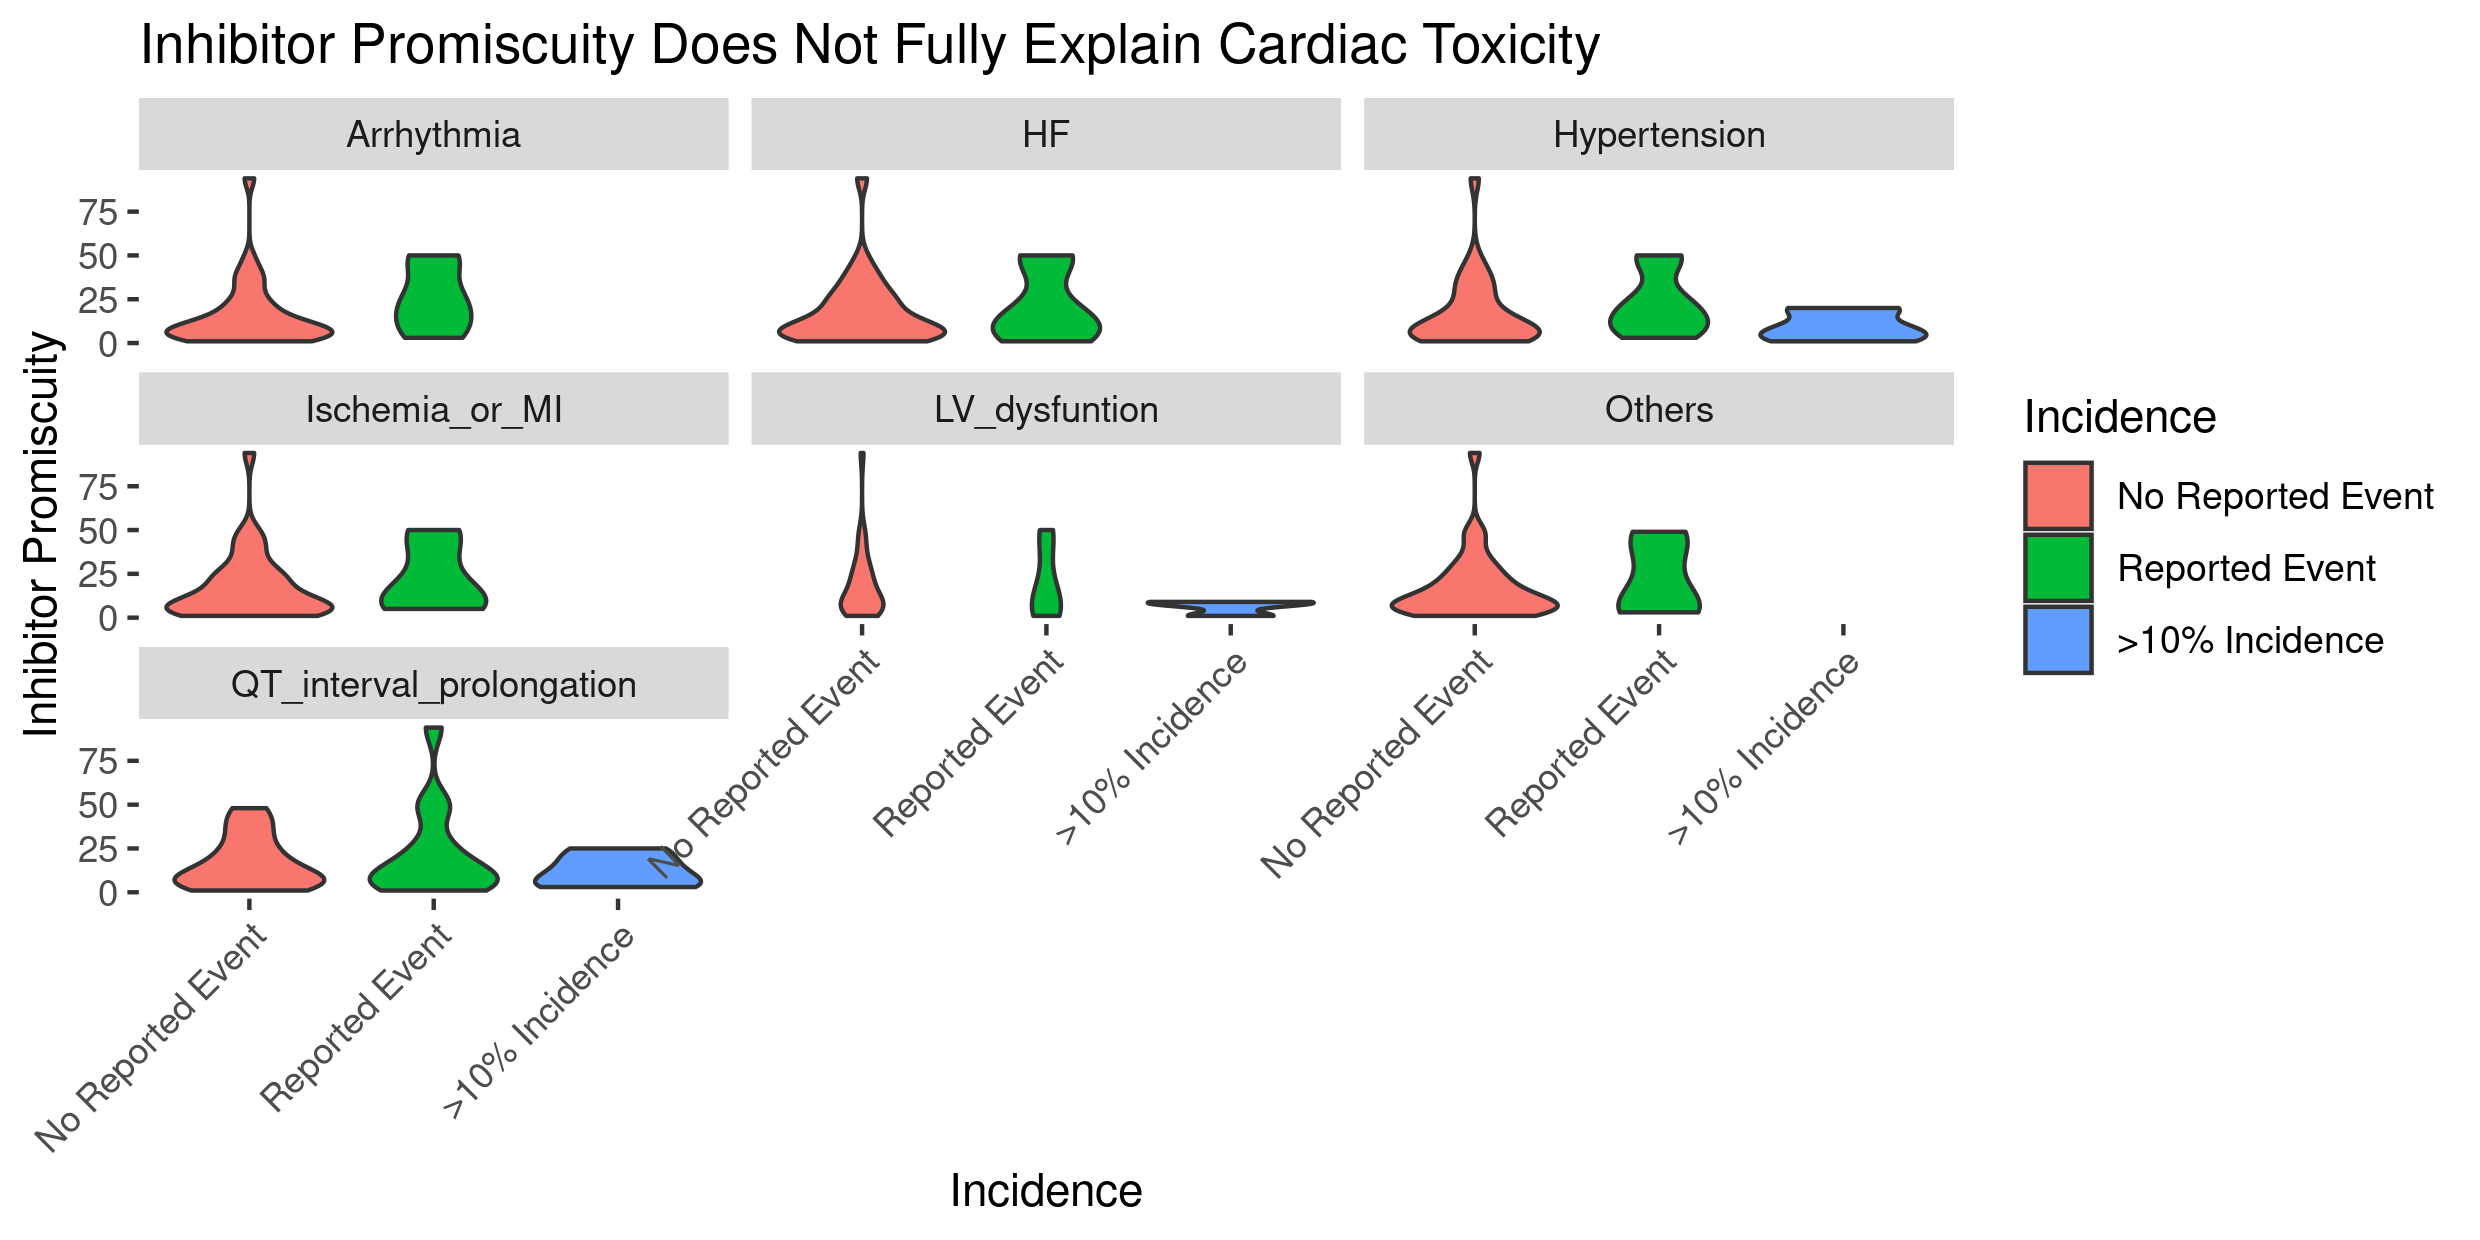 Inhibitor Promiscuity Does Not Fully Explain Cardiac Toxicity
Arrhythmia
HF
Hypertension
75
50
25
0
Ischemia_or_MI
LV_dysfuntion
Others
75
50
25
0
No Reported Event
Reported Event
>10% Incidence
No Reported Event
Reported Event
>10% Incidence
QT_interval_prolongation
75
50
25
0
No Reported Event
Reported Event
>10% Incidence
Inhibitor Promiscuity
Incidence
Incidence
No Reported Event
Reported Event
>10% Incidence